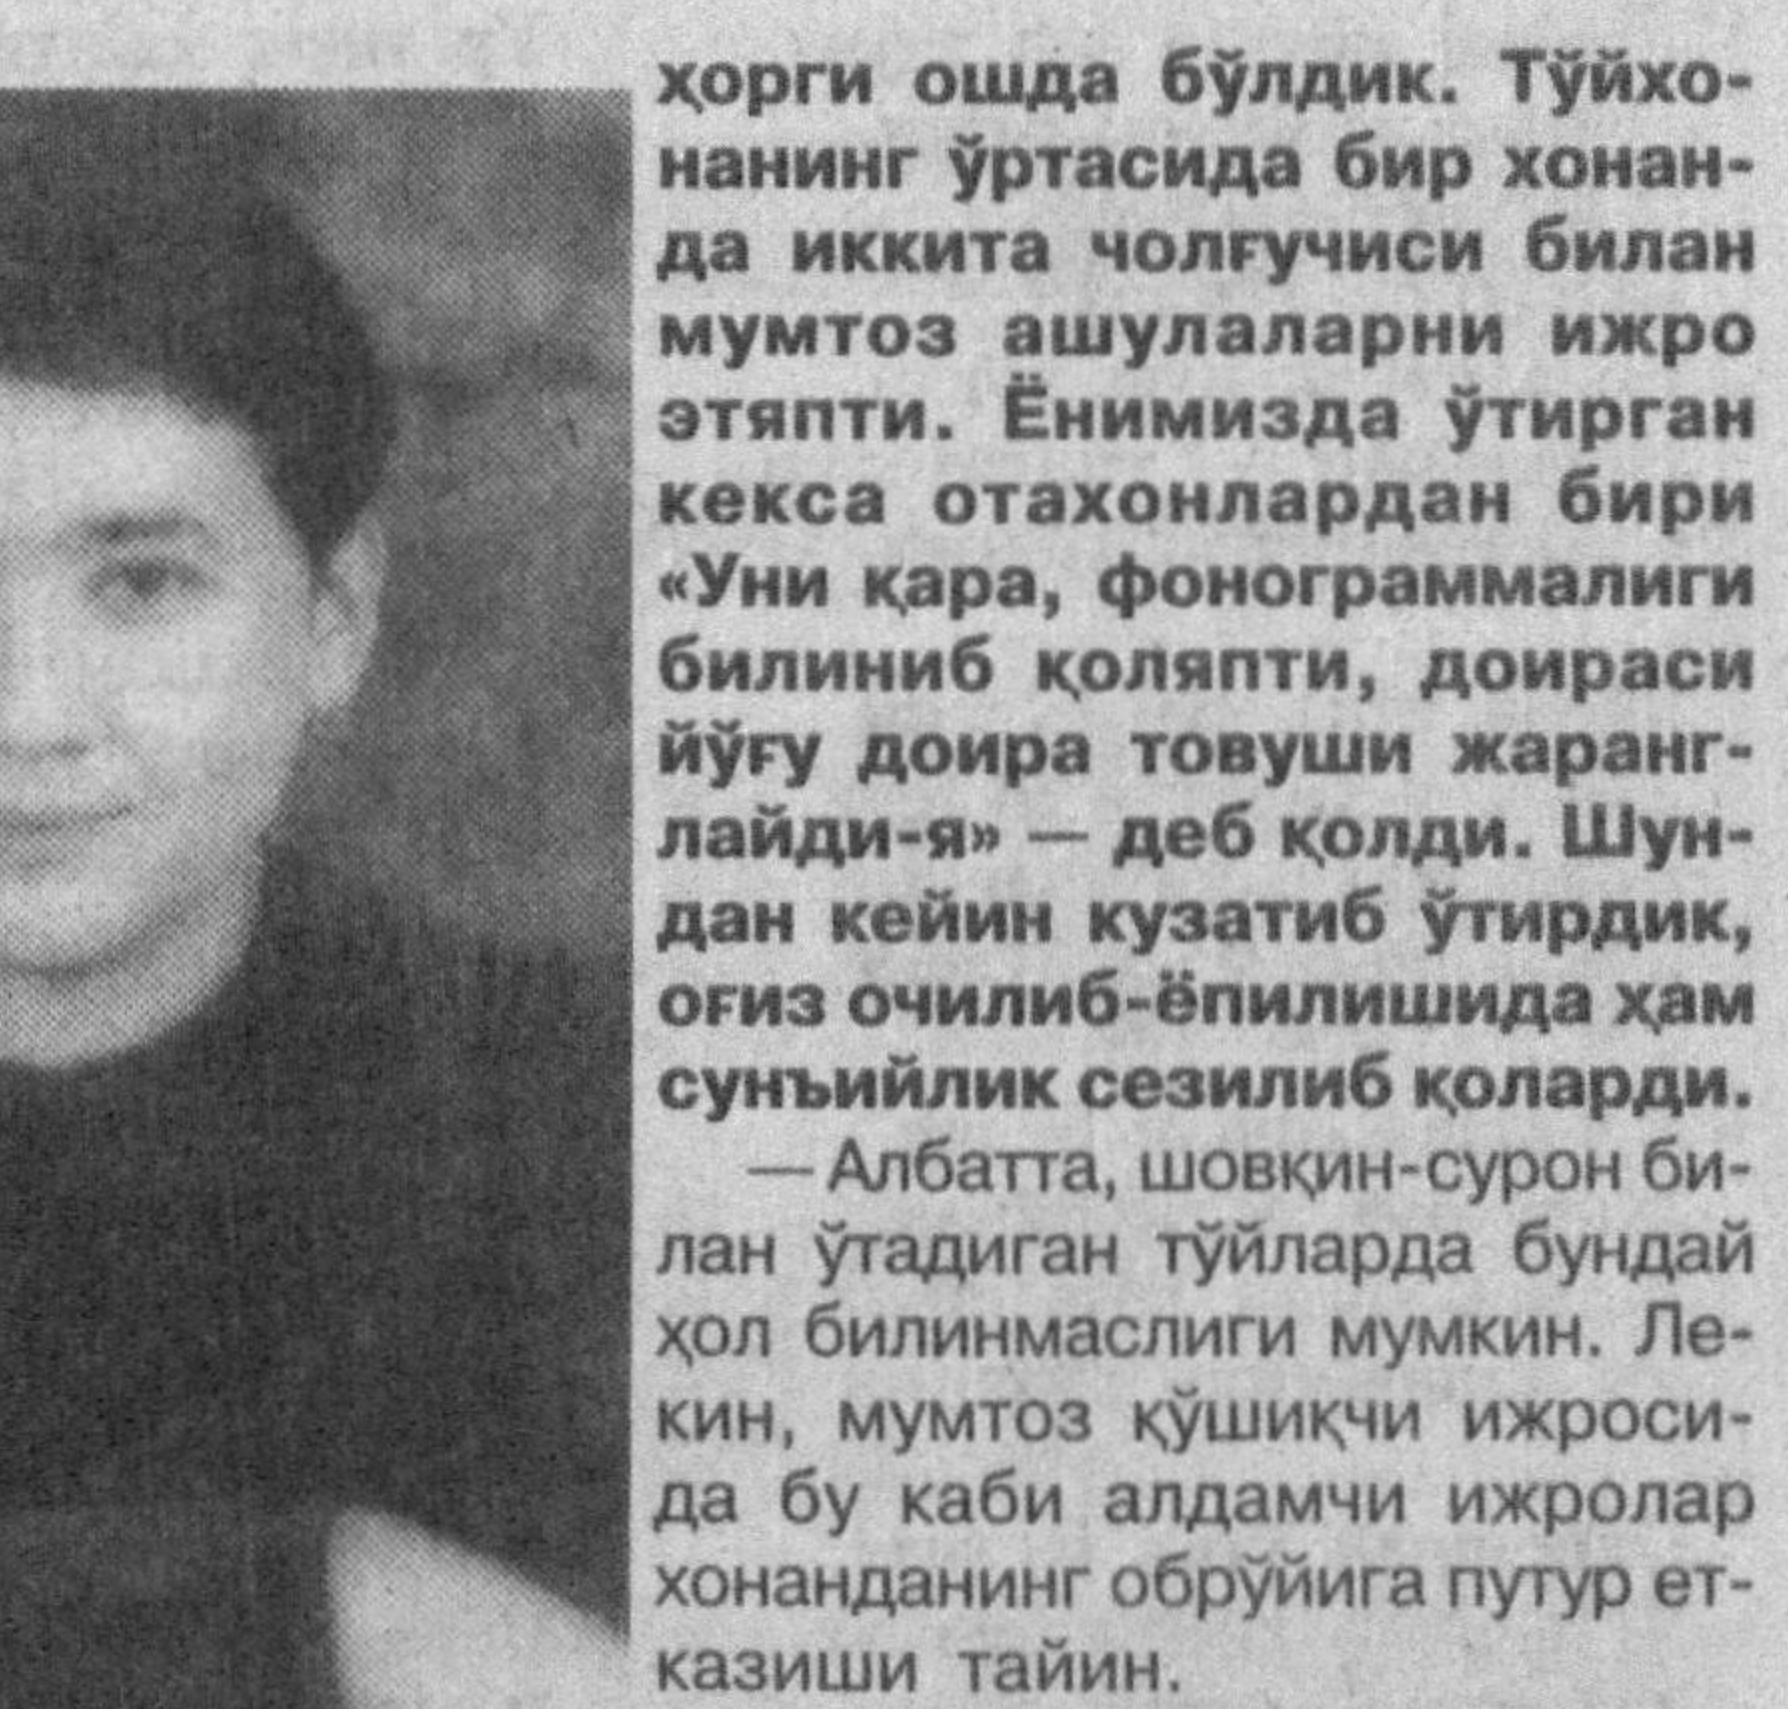 ҳорги ошда бўлдик. Тўйхо-
нанинг ўртасида бир хонан-
да иккита чолғучиси билан
мумтоз ашулаларни ижро
этяпти. Ёнимизда ўтирган
кекса отахонлардан бири
«Уни қара, фонограммалиги
билиниб қоляпти, доираси
йўғу доира товуши жаранг-
лайди-я» — деб қолди. Шун-
дан кейин кузатиб ўтирдик,
оғиз очилиб-ёпилишида ҳам
сунъийлик сезилиб қоларди.
— Албатта, шовқин-сурон би-
лан ўтадиган тўйларда бундай
ҳол билинмаслиги мумкин. Ле-
кин, мумтоз қўшиқчи ижроси-
да бу каби алдамчи ижролар
хонанданинг обрўйига путур ет-
казиши тайин.